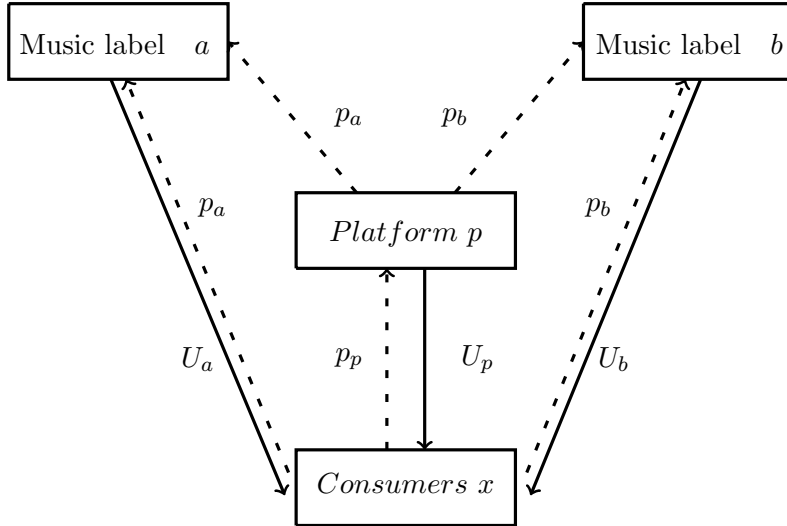 Music label a
Music label b
p_a
p_b
p_a
p_b
Platform p
U_a
p_p
U_p
U_b
Consumers x